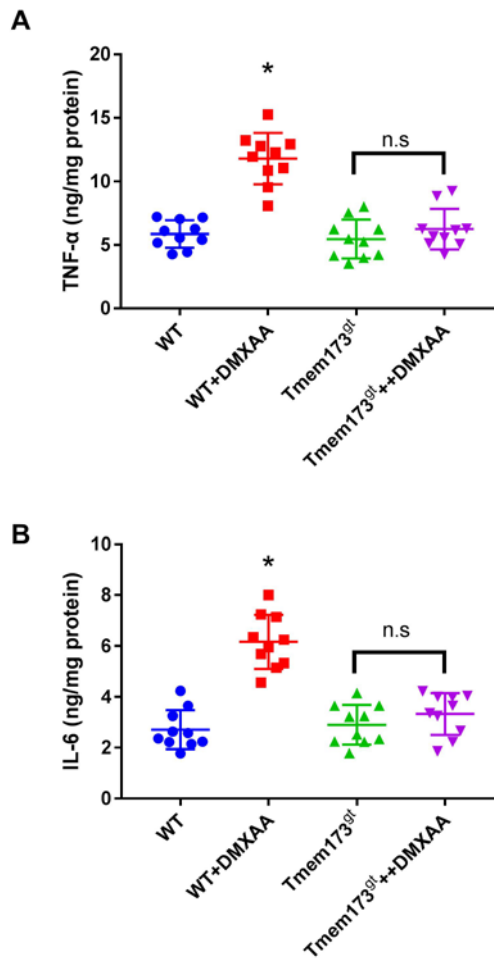 A
TNF-α (ng/mg protein)
20
15
10
5
0
*
n.s
WT
WT+DMXAA
Tmem173gt
Tmem173gt++DMXAA
B
IL-6 (ng/mg protein)
10
8
6
4
2
0
*
n.s
WT
WT+DMXAA
Tmem173gt
Tmem173gt++DMXAA